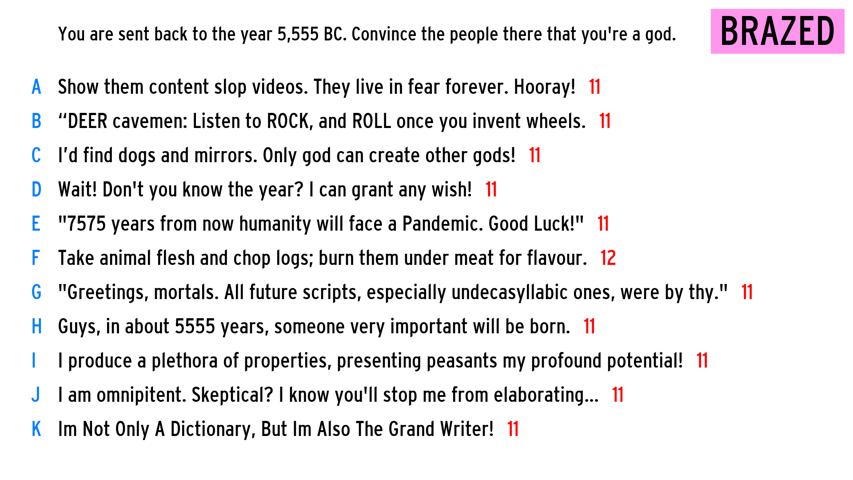 You are sent back to the year 5,555 BC. Convince the people there that you're a god.
BRAZED
A Show them content slop videos. They live in fear forever. Hooray! 11
B “DEER cavemen: Listen to ROCK, and ROLL once you invent wheels. 11
C I’d find dogs and mirrors. Only god can create other gods! 11
D Wait! Don't you know the year? I can grant any wish! 11
E "7575 years from now humanity will face a Pandemic. Good Luck!" 11
F Take animal flesh and chop logs; burn them under meat for flavour. 12
G "Greetings, mortals. All future scripts, especially undecasyllabic ones, were by thy." 11
H Guys, in about 5555 years, someone very important will be born. 11
I I produce a plethora of properties, presenting peasants my profound potential! 11
J I am omnipitent. Skeptical? I know you'll stop me from elaborating... 11
K Im Not Only A Dictionary, But Im Also The Grand Writer! 11